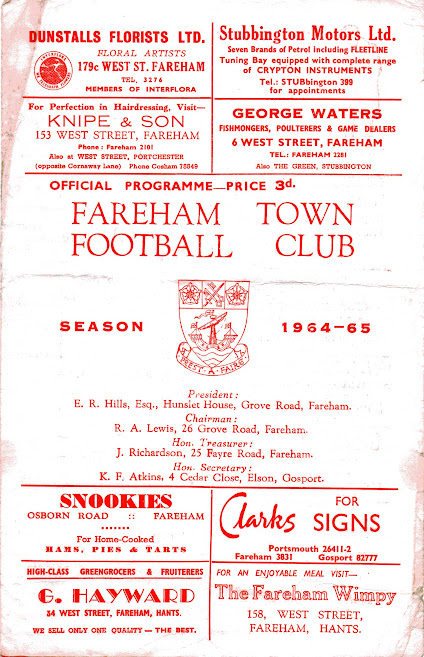 DUNSTALLS FLORISTS LTD.
FLORAL ARTISTS
179c WEST ST. FAREHAM
TEL, 3276
MEMBERS OF INTERFLORA
Stubbington Motors Ltd.
Seven Brands of Petrol including FLEETLINE
Tuning Bay equipped with complete range
of CRYPTON INSTRUMENTS
Tel.: STUBbington 399
for appointments
For Perfection in Hairdressing, Visit—
KNIPE & SON
153 WEST STREET, FAREHAM
Phone : Fareham 2101
Also at WEST STREET, PORTCHESTER
(opposite Cornaway Lane) Phone Cosham 75849
GEORGE WATERS
FISHMONGERS, POULTERERS & GAME DEALERS
6 WEST STREET, FAREHAM
TEL.: FAREHAM 2281
Also THE GREEN, STUBBINGTON
OFFICIAL PROGRAMME—PRICE 3d.
FAREHAM TOWN
FOOTBALL CLUB
SEASON 1964-65
President:
E. R. Hills, Esq., Hunslet House, Grove Road, Fareham.
Chairman:
R. A. Lewis, 26 Grove Road, Fareham.
Hon. Treasurer:
J. Richardson, 25 Fayre Road, Fareham.
Hon. Secretary:
K. F. Atkins, 4 Cedar Close, Elson, Gosport.
SNOOKIES
OSBORN ROAD :: FAREHAM
.......
For Home-Cooked
HAMS, PIES & TARTS
Clarks FOR SIGNS
Portsmouth 26411-2
Fareham 3831 Gosport 82777
HIGH-CLASS GREENGROCERS & FRUITERERS
G. HAYWARD
34 WEST STREET, FAREHAM, HANTS.
WE SELL ONLY ONE QUALITY — THE BEST.
FOR AN ENJOYABLE MEAL VISIT—
The Fareham Wimpy
158, WEST STREET,
FAREHAM, HANTS.